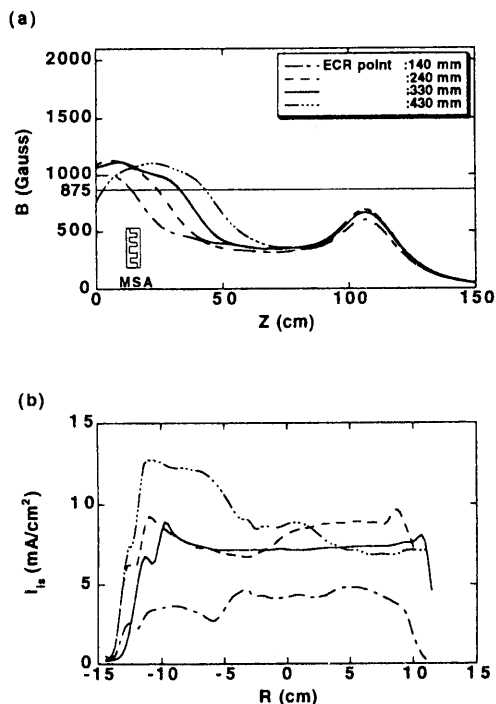 (a)
2000
1500
1000
875
500
0
B (Gauss)
ECR point :140 mm
:240 mm
:330 mm
:430 mm
MSA
0 50 100 150
Z (cm)
(b)
15
10
5
0
Iis (mA/cm2)
-15 -10 -5 0 5 10 15
R (cm)